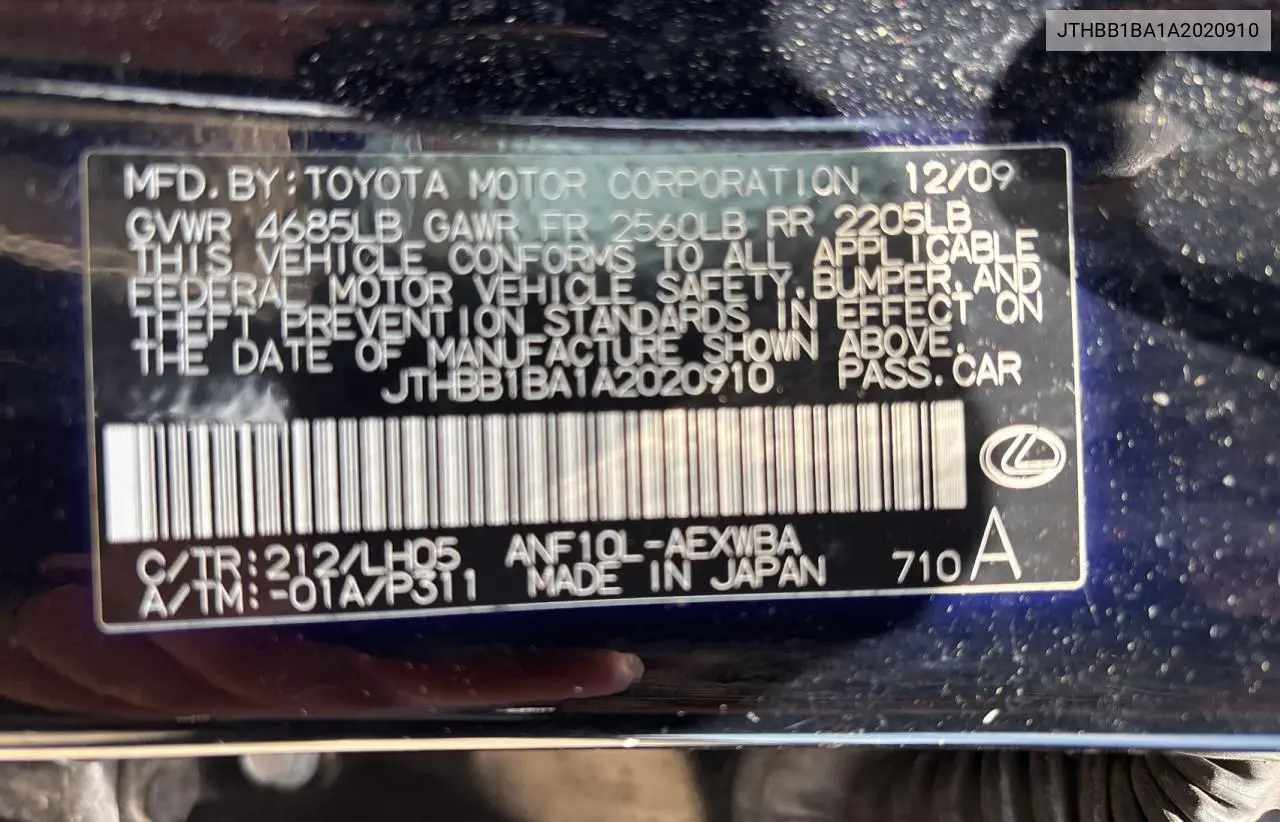 JTHBB1BA1A2020910
MFD.BY:TOYOTA MOTOR CORPORATION 12/09
GVWR 4685LB GAWR FR 2560LB RR 2205LB
THIS VEHICLE CONFORMS TO ALL APPLICABLE
FEDERAL MOTOR VEHICLE SAFETY,BUMPER,AND
THEFT PREVENTION STANDARDS IN EFFECT ON
THE DATE OF MANUFACTURE SHOWN ABOVE.
JTHBB1BA1A2020910 PASS.CAR
C/TR:212/LH05 ANF10L-AEXWBA
A/TM:-01A/P311 MADE IN JAPAN 710 A